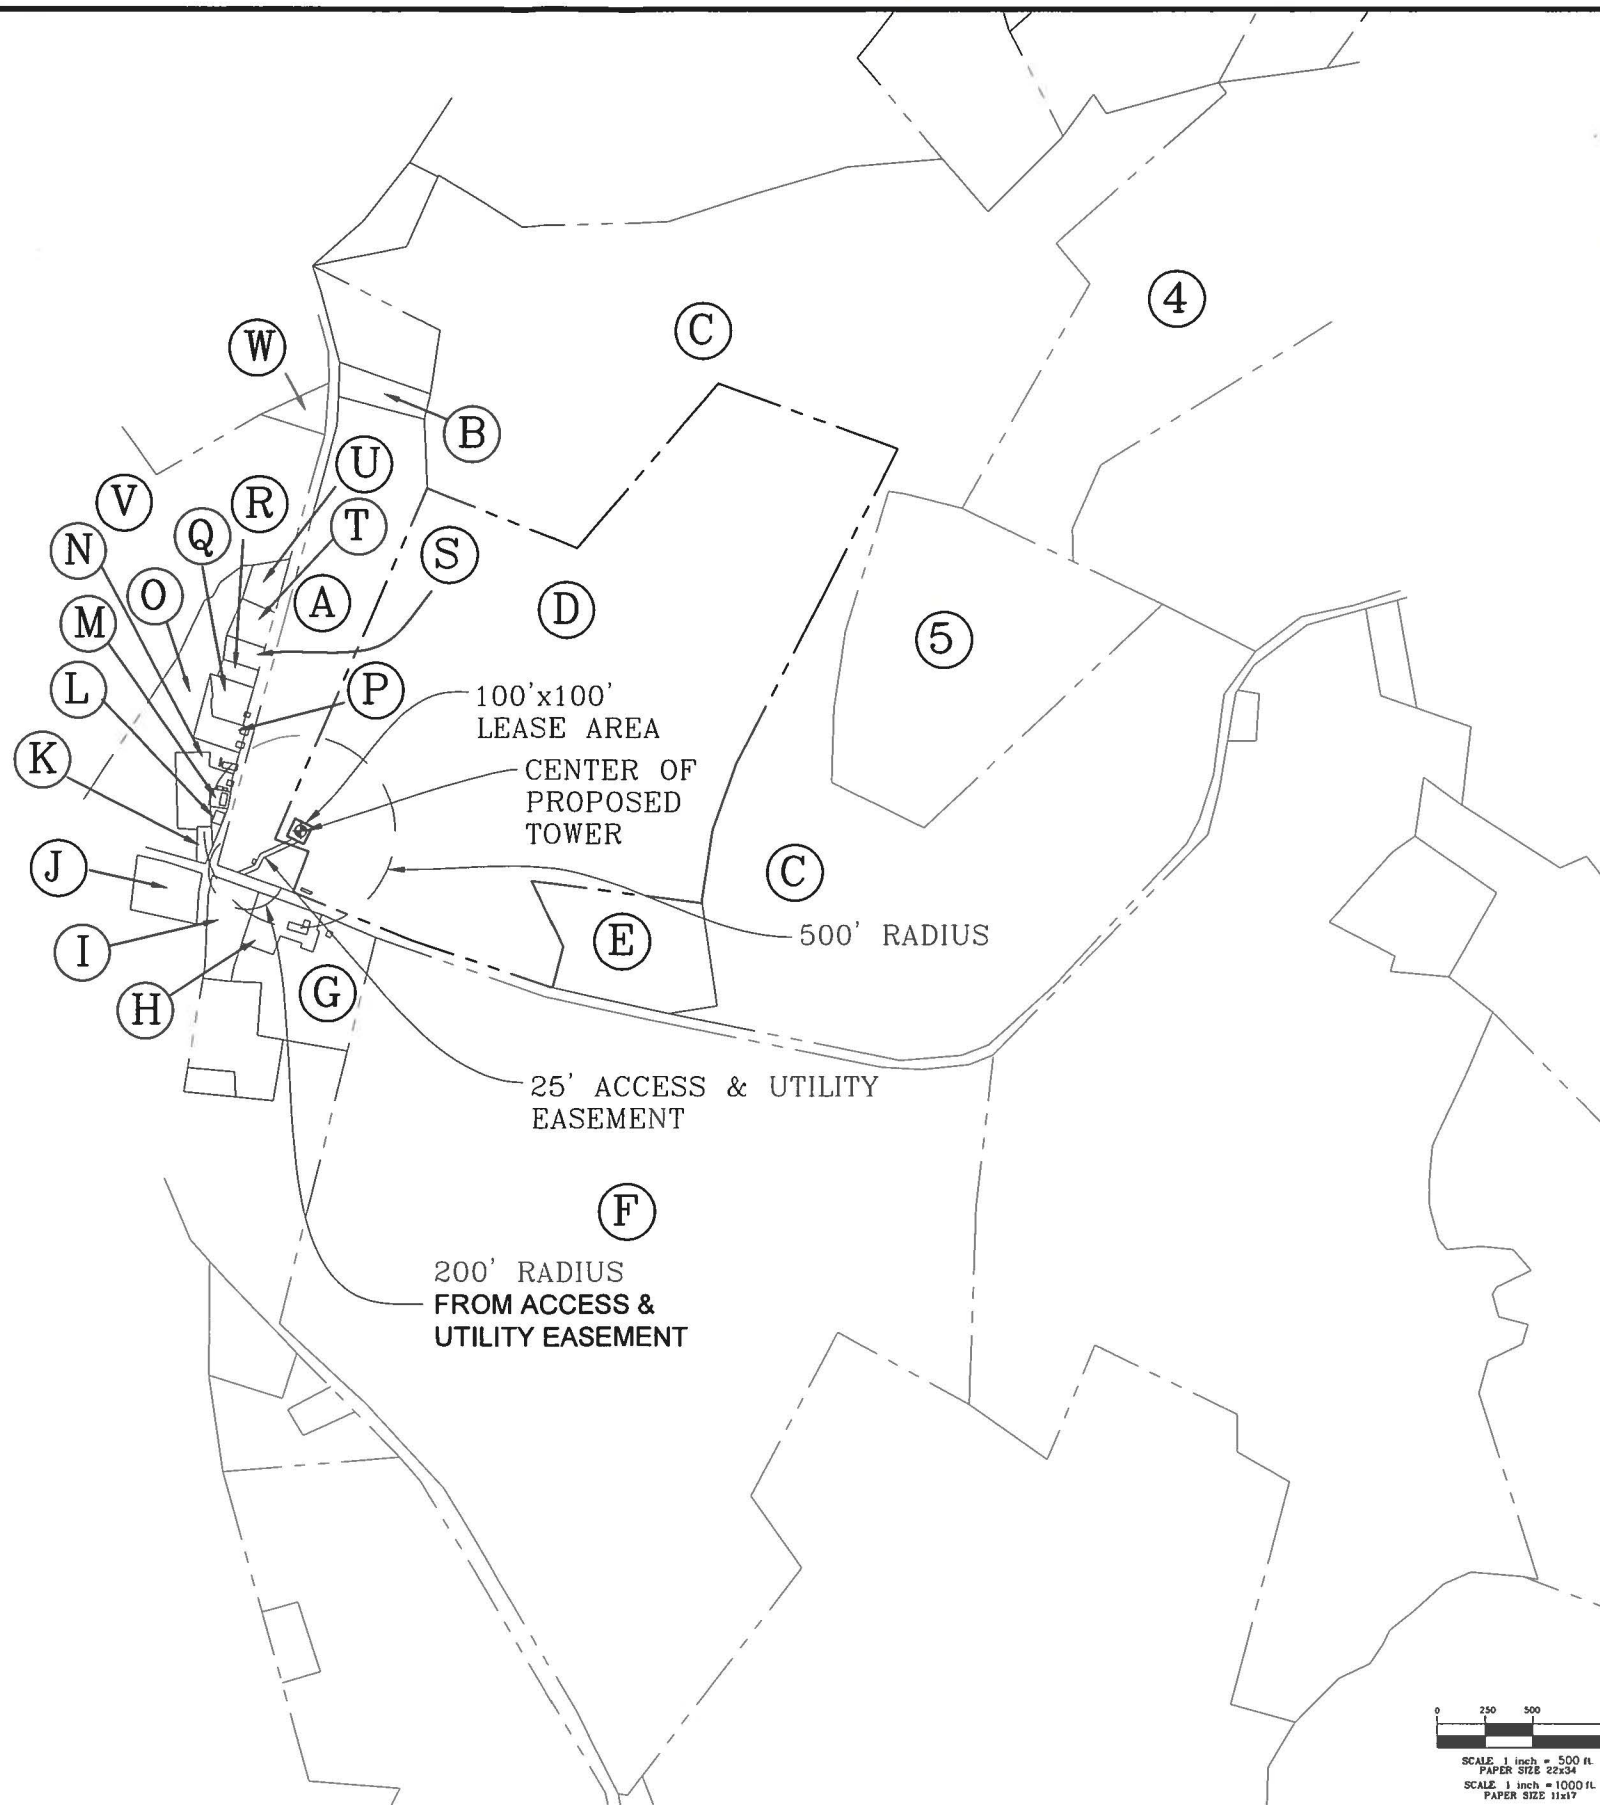 4
C
W
B
U
V
R
T
Q
N
S
O
A
D
M
5
L
P
100'x100'
LEASE AREA
K
CENTER OF
PROPOSED
TOWER
J
C
500' RADIUS
E
I
G
H
25' ACCESS & UTILITY
EASEMENT
F
200' RADIUS
FROM ACCESS &
UTILITY EASEMENT
0 250 500
SCALE 1 inch = 500 ft.
PAPER SIZE 22x34
SCALE 1 inch = 1000 ft.
PAPER SIZE 11x17